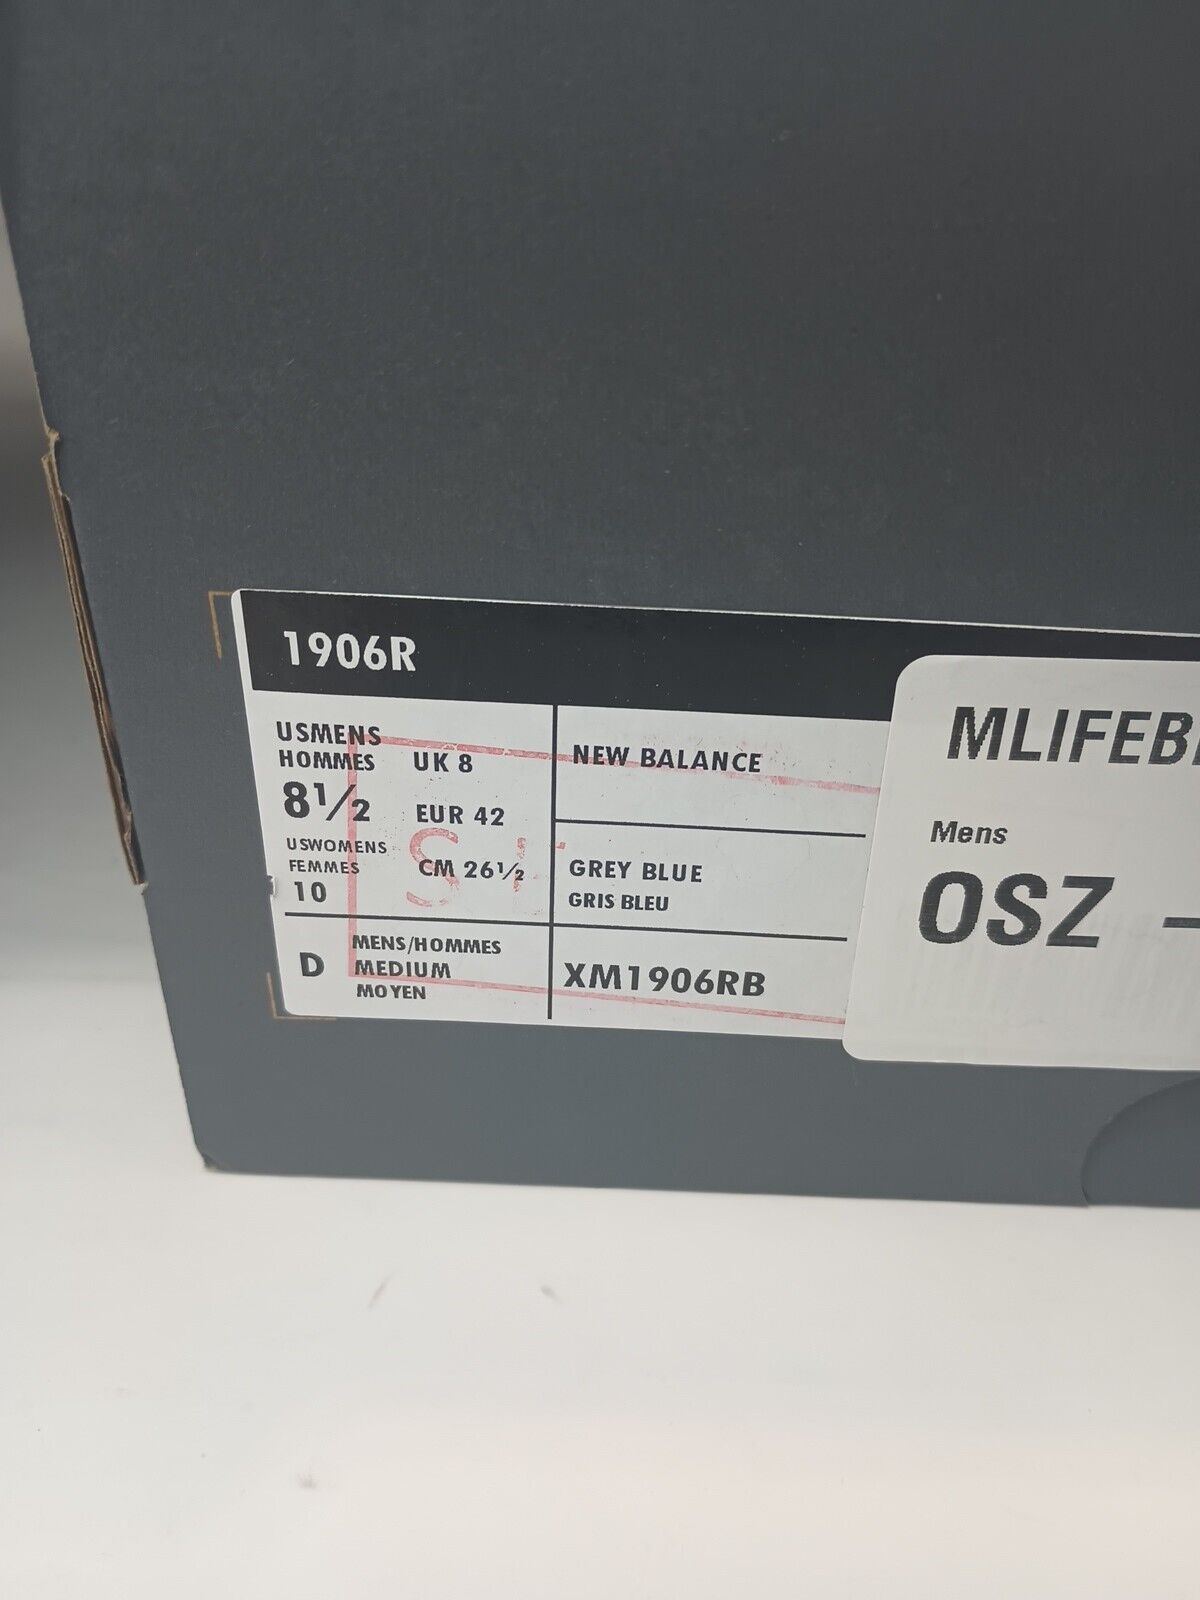 1906R
USMENS
HOMMES
8½
UK 8
EUR 42
CM 26½
USWOMENS
FEMMES
10
D
MENS/HOMMES
MEDIUM
MOYEN
NEW BALANCE
GREY BLUE
GRIS BLEU
XM1906RB
Mens
OSZ -